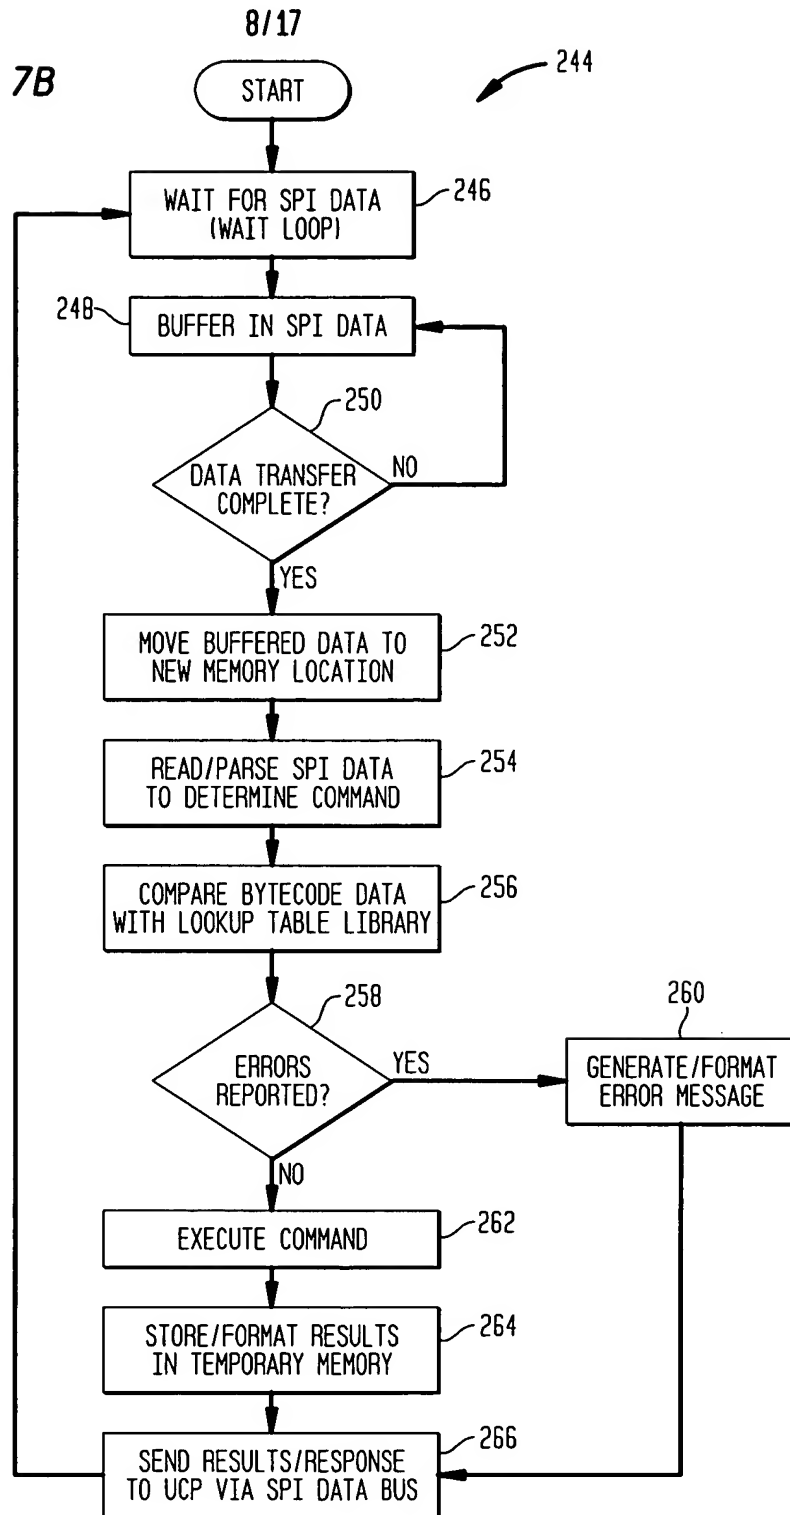 8/17
7B
244
START
WAIT FOR SPI DATA
(WAIT LOOP)
246
248
BUFFER IN SPI DATA
250
DATA TRANSFER
COMPLETE?
NO
YES
MOVE BUFFERED DATA TO
NEW MEMORY LOCATION
252
READ/PARSE SPI DATA
TO DETERMINE COMMAND
254
COMPARE BYTECODE DATA
WITH LOOKUP TABLE LIBRARY
256
258
ERRORS
REPORTED?
YES
260
GENERATE/FORMAT
ERROR MESSAGE
NO
EXECUTE COMMAND
262
STORE/FORMAT RESULTS
IN TEMPORARY MEMORY
264
SEND RESULTS/RESPONSE
TO UCP VIA SPI DATA BUS
266